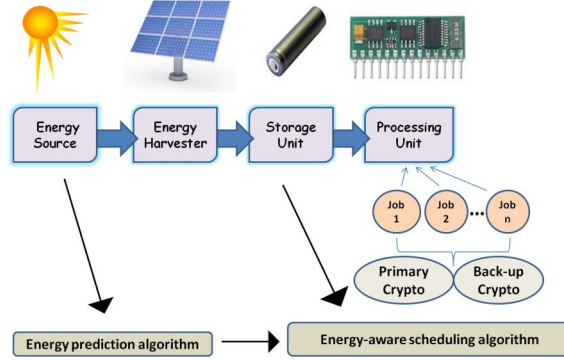 Energy
Source
Energy
Harvester
Storage
Unit
Processing
Unit
Job
1
Job
2
...
Job
n
Primary
Crypto
Back-up
Crypto
Energy prediction algorithm
Energy-aware scheduling algorithm